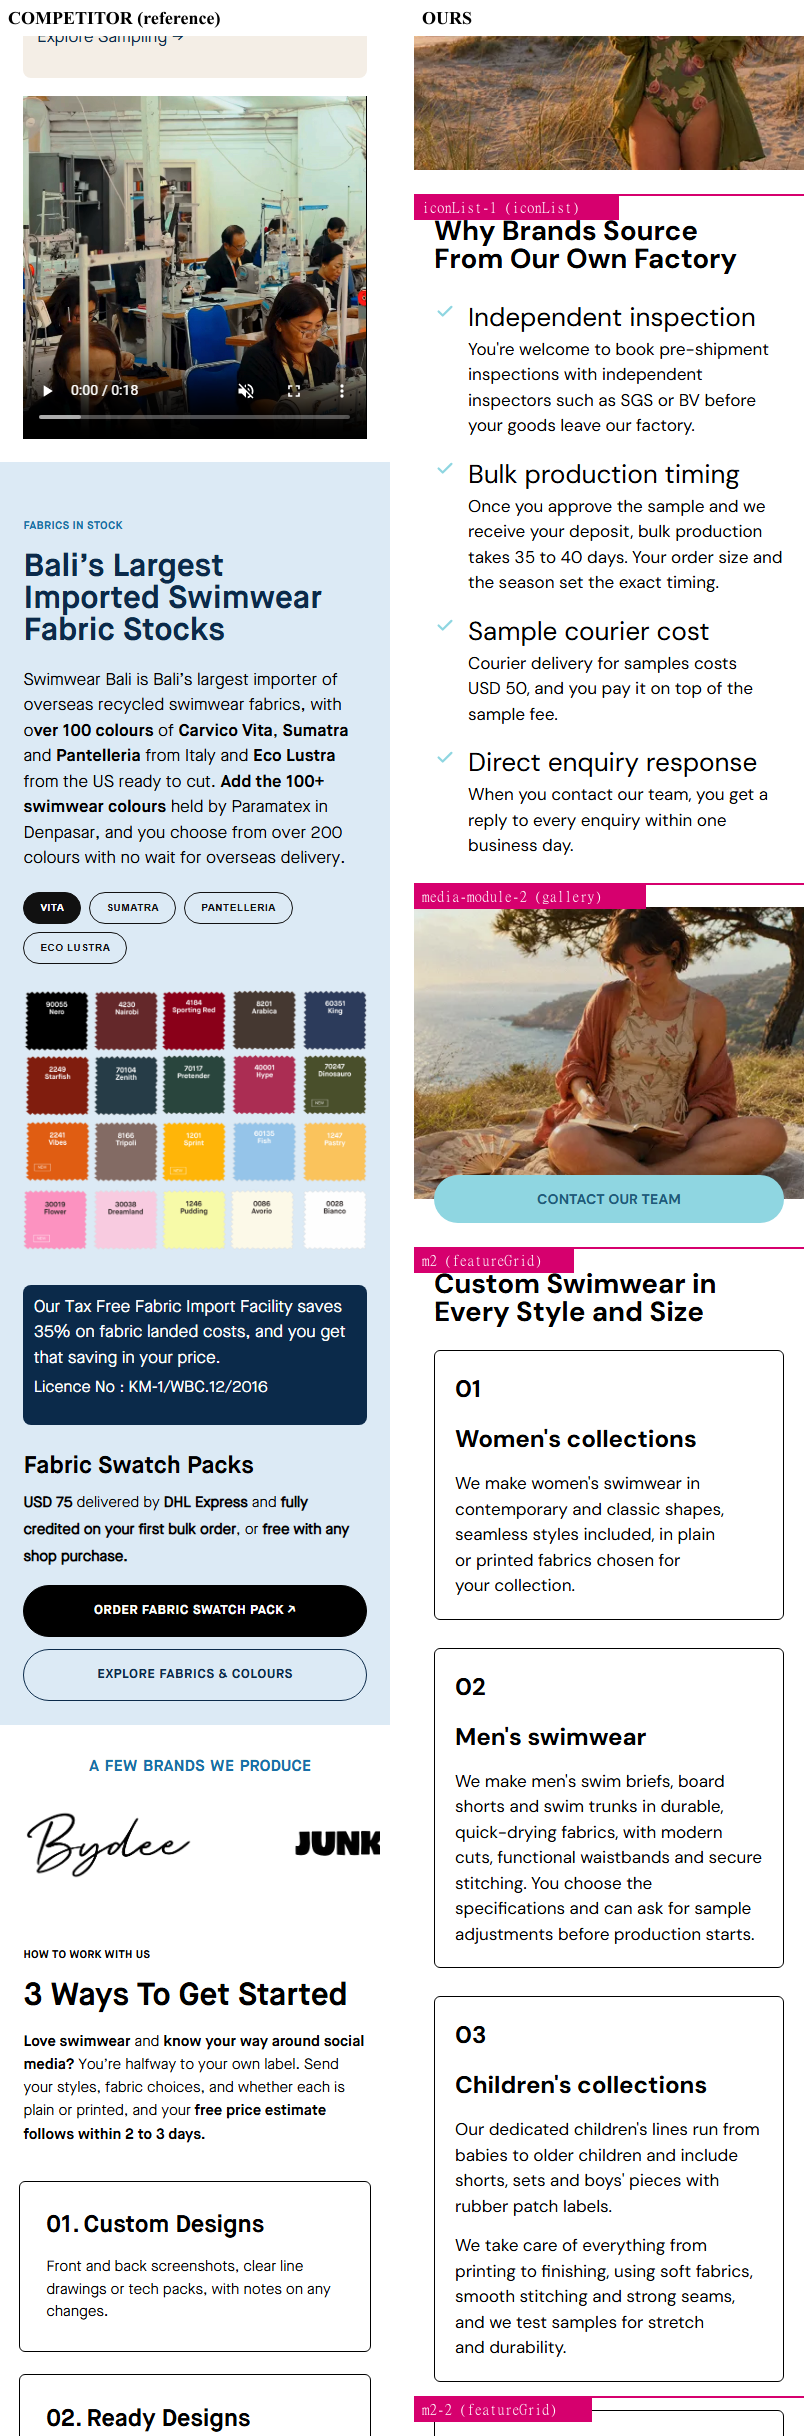 COMPETITOR (reference)
Explore Sampling →
0:00 / 0:18
FABRICS IN STOCK
Bali's Largest
Imported Swimwear
Fabric Stocks
Swimwear Bali is Bali's largest importer of
overseas recycled swimwear fabrics, with
over 100 colours of Carvico Vita, Sumatra
and Pantelleria from Italy and Eco Lustra
from the US ready to cut. Add the 100+
swimwear colours held by Paramatex in
Denpasar, and you choose from over 200
colours with no wait for overseas delivery.
VITA
SUMATRA
PANTELLERIA
ECO LUSTRA
90055
Nero
4230
Nairobi
4184
Sporting Red
8201
Arabica
60351
King
2249
Starfish
70104
Zenith
70117
Pretender
40001
Hype
70247
Dinosauro
NEW
2241
Vibes
NEW
8166
Tripoli
1201
Sprint
NEW
60135
Fish
1247
Pastry
30019
Flower
NEW
30038
Dreamland
1246
Pudding
0086
Avorio
0028
Bianco
Our Tax Free Fabric Import Facility saves
35% on fabric landed costs, and you get
that saving in your price.
Licence No : KM-1/WBC.12/2016
Fabric Swatch Packs
USD 75 delivered by DHL Express and fully
credited on your first bulk order, or free with any
shop purchase.
ORDER FABRIC SWATCH PACK ↗
EXPLORE FABRICS & COLOURS
A FEW BRANDS WE PRODUCE
Bydee
JUNK
HOW TO WORK WITH US
3 Ways To Get Started
Love swimwear and know your way around social
media? You're halfway to your own label. Send
your styles, fabric choices, and whether each is
plain or printed, and your free price estimate
follows within 2 to 3 days.
01. Custom Designs
Front and back screenshots, clear line
drawings or tech packs, with notes on any
changes.
02. Ready Designs
OURS
iconList-1 (iconList)
Why Brands Source
From Our Own Factory
Independent inspection
You're welcome to book pre-shipment
inspections with independent
inspectors such as SGS or BV before
your goods leave our factory.
Bulk production timing
Once you approve the sample and we
receive your deposit, bulk production
takes 35 to 40 days. Your order size and
the season set the exact timing.
Sample courier cost
Courier delivery for samples costs
USD 50, and you pay it on top of the
sample fee.
Direct enquiry response
When you contact our team, you get a
reply to every enquiry within one
business day.
media-module-2 (gallery)
CONTACT OUR TEAM
m2 (featureGrid)
Custom Swimwear in
Every Style and Size
01
Women's collections
We make women's swimwear in
contemporary and classic shapes,
seamless styles included, in plain
or printed fabrics chosen for
your collection.
02
Men's swimwear
We make men's swim briefs, board
shorts and swim trunks in durable,
quick-drying fabrics, with modern
cuts, functional waistbands and secure
stitching. You choose the
specifications and can ask for sample
adjustments before production starts.
03
Children's collections
Our dedicated children's lines run from
babies to older children and include
shorts, sets and boys' pieces with
rubber patch labels.
We take care of everything from
printing to finishing, using soft fabrics,
smooth stitching and strong seams,
and we test samples for stretch
and durability.
m2-2 (featureGrid)